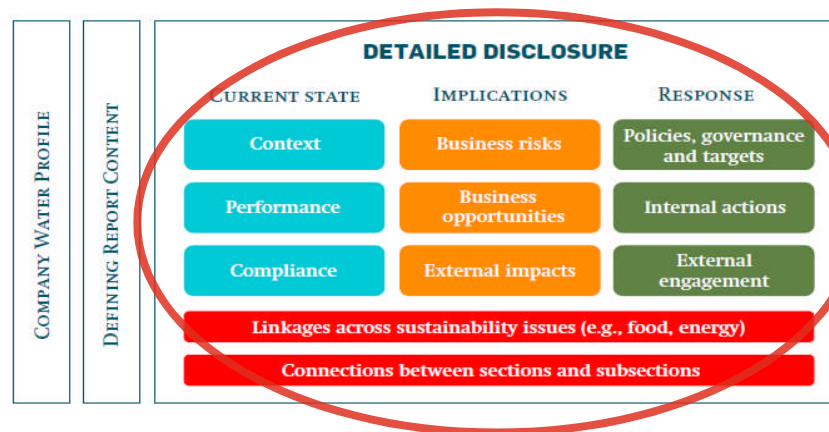 COMPANY WATER PROFILE
DEFINING REPORT CONTENT
DETAILED DISCLOSURE
CURRENT STATE
IMPLICATIONS
RESPONSE
Context
Business risks
Policies, governance
and targets
Performance
Business
opportunities
Internal actions
Compliance
External impacts
External
engagement
Linkages across sustainability issues (e.g., food, energy)
Connections between sections and subsections